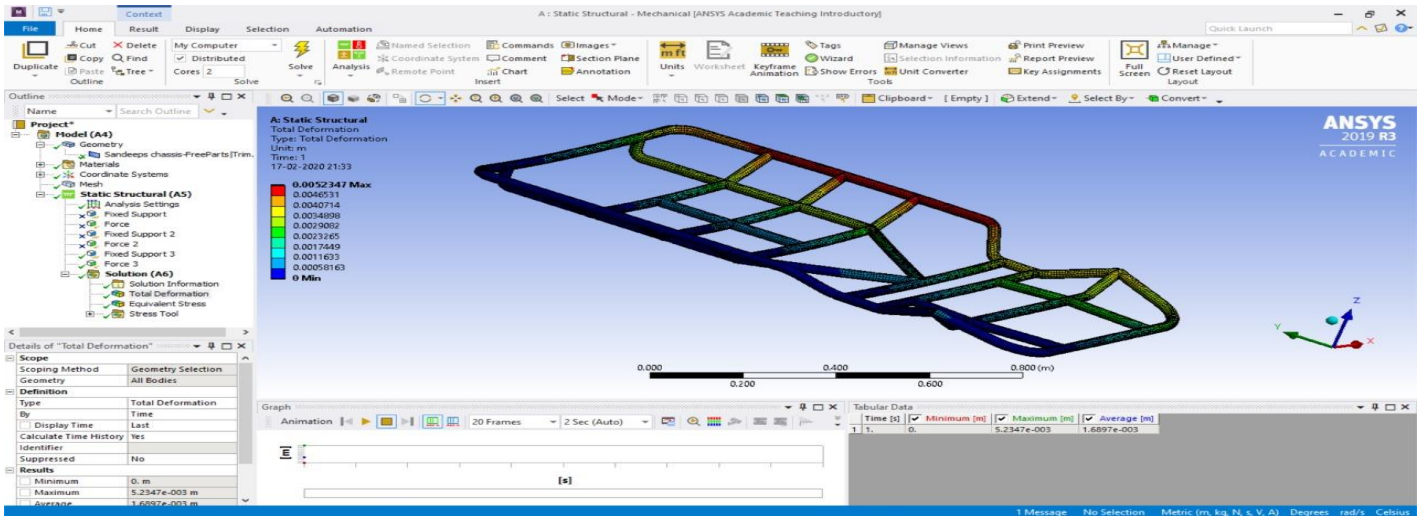 Context
A : Static Structural - Mechanical [ANSYS Academic Teaching Introductory]
File Home Result Display Selection Automation
Quick Launch
Duplicate
Cut
Copy
Paste
Delete
Find
Tree
Outline
My Computer
Distributed
Cores 2
Solve
Solve
Analysis
Named Selection
Coordinate System
Remote Point
Commands
Comment
Chart
Images
Section Plane
Annotation
Insert
Units
Worksheet
Keyframe Animation
Tags
Wizard
Show Errors
Manage Views
Selection Information
Unit Converter
Print Preview
Report Preview
Key Assignments
Tools
Full Screen
Manage
User Defined
Reset Layout
Layout
Outline
Name Search Outline
Select Mode Clipboard [Empty] Extend Select By Convert
Project*
Model (A4)
Geometry
Sandeeps chassis-FreeParts[Trim.
Materials
Coordinate Systems
Mesh
Static Structural (A5)
Analysis Settings
Fixed Support
Force
Fixed Support 2
Force 2
Fixed Support 3
Force 3
Solution (A6)
Solution Information
Total Deformation
Equivalent Stress
Stress Tool
A: Static Structural
Total Deformation
Type: Total Deformation
Unit: m
Time: 1
17-02-2020 21:33
0.0052347 Max
0.0046531
0.0040714
0.0034898
0.0029082
0.0023265
0.0017449
0.0011633
0.00058163
0 Min
ANSYS
2019 R3
ACADEMIC
Z
Y
X
0.000 0.400 0.800 (m)
0.200 0.600
Details of "Total Deformation"
Scope
Scoping Method Geometry Selection
Geometry All Bodies
Definition
Type Total Deformation
By Time
Display Time Last
Calculate Time History Yes
Identifier
Suppressed No
Results
Minimum 0. m
Maximum 5.2347e-003 m
Average 1.6897e-003 m
Graph
Animation 20 Frames 2 Sec (Auto)
[s]
Tabular Data
Time [s] Minimum [m] Maximum [m] Average [m]
1 1. 0. 5.2347e-003 1.6897e-003
1 Message No Selection Metric (m, kg, N, s, V, A) Degrees rad/s Celsius